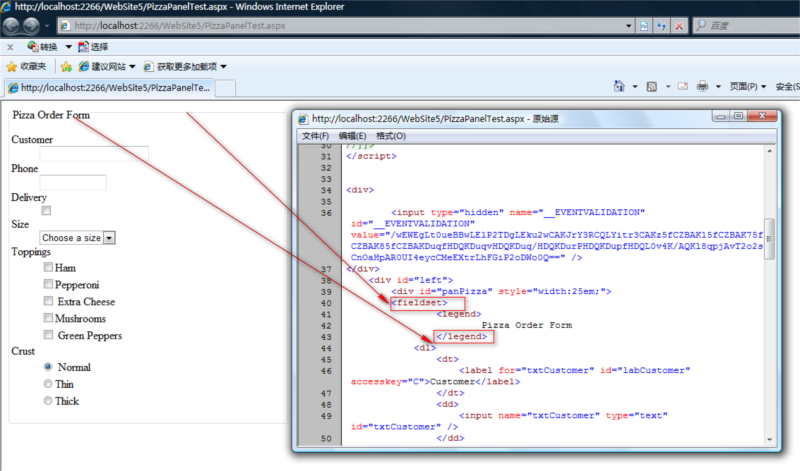 http://localhost:2266/WebSite5/PizzaPanelTest.aspx - Windows Internet Explorer
http://localhost:2266/WebSite5/PizzaPanelTest.aspx
百度
x 转换 选择
收藏夹 建议网站 获取更多附加项
http://localhost:2266/WebSite5/PizzaPanelTe...
页面(P) 安全(S
Pizza Order Form
Customer
Phone
Delivery
Size
Choose a size
Toppings
Ham
Pepperoni
Extra Cheese
Mushrooms
Green Peppers
Crust
Normal
Thin
Thick
http://localhost:2266/WebSite5/PizzaPanelTest.aspx - 原始源
文件(F) 编辑(E) 格式(O)
30 //]]>
31 </script>
32
33
34 <div>
35
36 <input type="hidden" name="__EVENTVALIDATION"
id="__EVENTVALIDATION"
37 </div>
38 <div id="left">
39 <div id="panPizza" style="width:25em;">
40 <fieldset>
41 <legend>
42 Pizza Order Form
43 </legend>
44 <dl>
45 <dt>
46 <label for="txtCustomer" id="labCustomer"
accesskey="C">Customer</label>
47 </dt>
48 <dd>
49 <input name="txtCustomer" type="text"
id="txtCustomer" />
50 </dd>